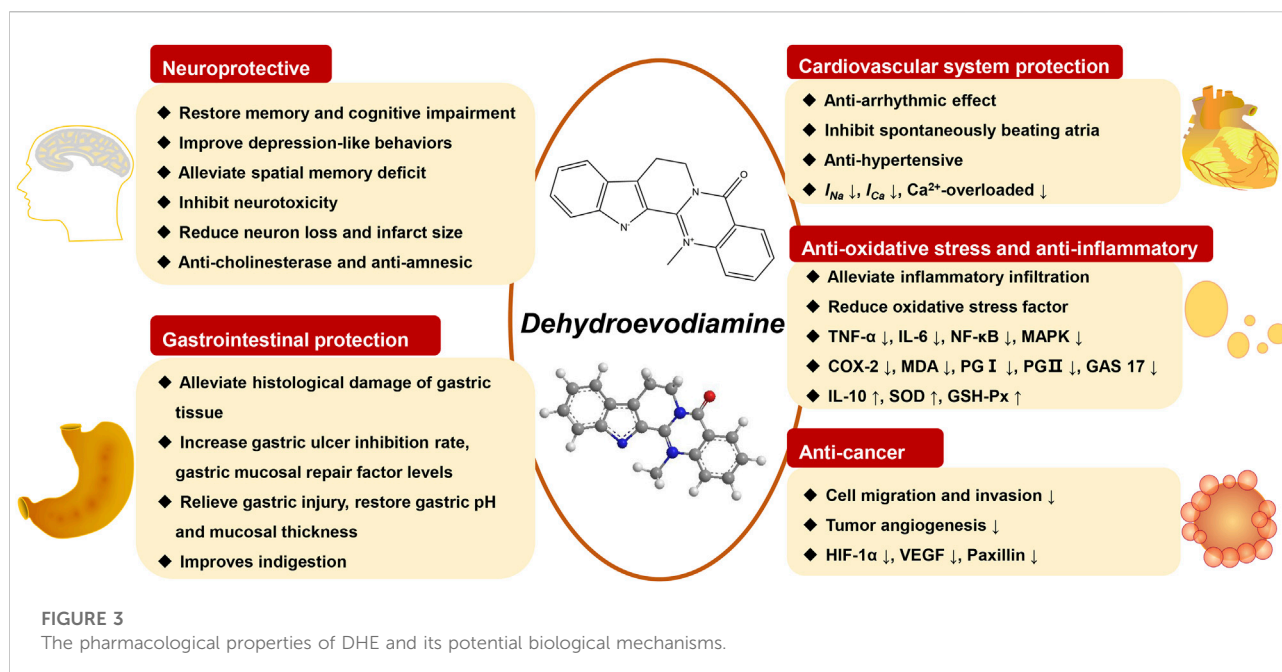 Neuroprotective
◆ Restore memory and cognitive impairment
◆ Improve depression-like behaviors
◆ Alleviate spatial memory deficit
◆ Inhibit neurotoxicity
◆ Reduce neuron loss and infarct size
◆ Anti-cholinesterase and anti-amnesic
Gastrointestinal protection
◆ Alleviate histological damage of gastric
tissue
◆ Increase gastric ulcer inhibition rate,
gastric mucosal repair factor levels
◆ Relieve gastric injury, restore gastric pH
and mucosal thickness
◆ Improves indigestion
O
N
N⁻
N⁺
Dehydroevodiamine
Cardiovascular system protection
◆ Anti-arrhythmic effect
◆ Inhibit spontaneously beating atria
◆ Anti-hypertensive
◆ I_Na ↓, I_Ca ↓, Ca²⁺-overloaded ↓
Anti-oxidative stress and anti-inflammatory
◆ Alleviate inflammatory infiltration
◆ Reduce oxidative stress factor
◆ TNF-α ↓, IL-6 ↓, NF-κB ↓, MAPK ↓
◆ COX-2 ↓, MDA ↓, PG Ⅰ ↓, PGⅡ ↓, GAS 17 ↓
◆ IL-10 ↑, SOD ↑, GSH-Px ↑
Anti-cancer
◆ Cell migration and invasion ↓
◆ Tumor angiogenesis ↓
◆ HIF-1α ↓, VEGF ↓, Paxillin ↓
FIGURE 3
The pharmacological properties of DHE and its potential biological mechanisms.